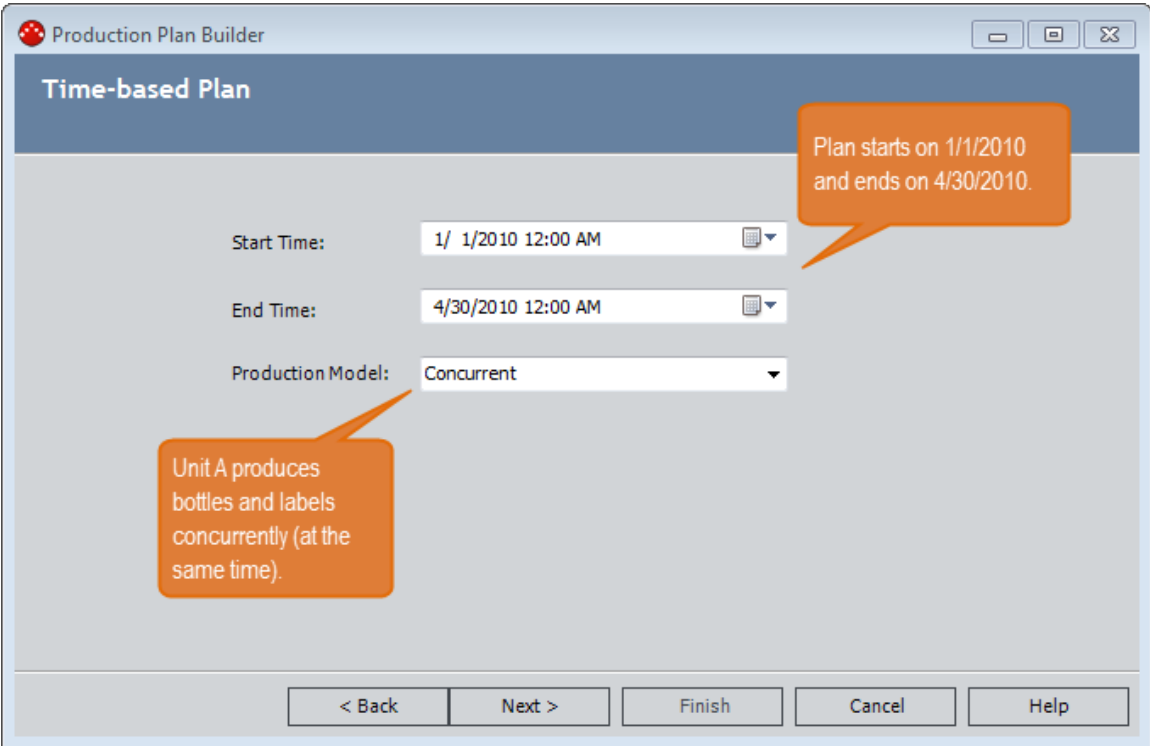 Production Plan Builder
Time-based Plan
Plan starts on 1/1/2010
and ends on 4/30/2010.
Start Time:
1/ 1/2010 12:00 AM
End Time:
4/30/2010 12:00 AM
Production Model:
Concurrent
Unit A produces
bottles and labels
concurrently (at the
same time).
< Back
Next >
Finish
Cancel
Help